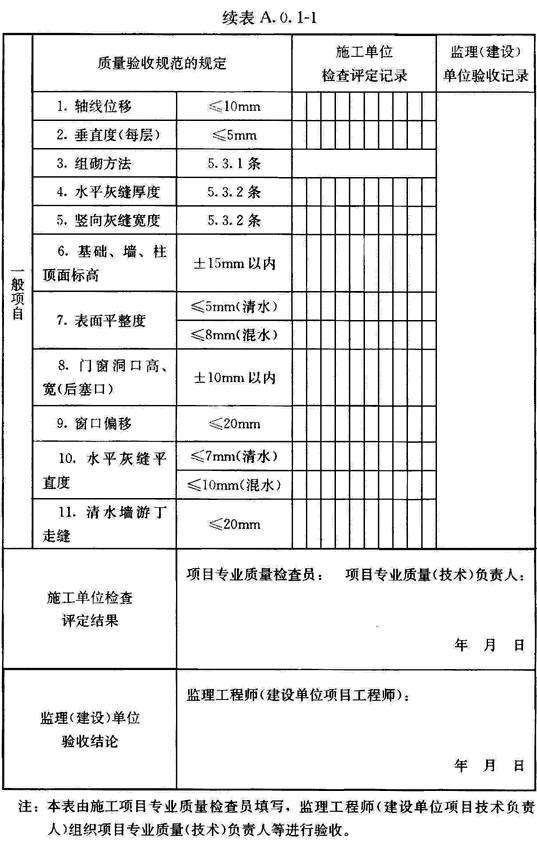 续表 A.0.1-1
质量验收规范的规定
施工单位
检查评定记录
监理(建设)
单位验收记录
一般项目
1. 轴线位移
≤10mm
2. 垂直度(每层)
≤5mm
3. 组砌方法
5.3.1条
4. 水平灰缝厚度
5.3.2条
5. 竖向灰缝宽度
5.3.2条
6. 基础、墙、柱
顶面标高
±15mm以内
7. 表面平整度
≤5mm(清水)
≤8mm(混水)
8. 门窗洞口高、
宽(后塞口)
±10mm以内
9. 窗口偏移
≤20mm
10. 水平灰缝平
直度
≤7mm(清水)
≤10mm(混水)
11. 清水墙游丁
走缝
≤20mm
施工单位检查
评定结果
项目专业质量检查员: 项目专业质量(技术)负责人:
年 月 日
监理(建设)单位
验收结论
监理工程师(建设单位项目工程师):
年 月 日
注: 本表由施工项目专业质量检查员填写,监理工程师(建设单位项目技术负责
人)组织项目专业质量(技术)负责人等进行验收。